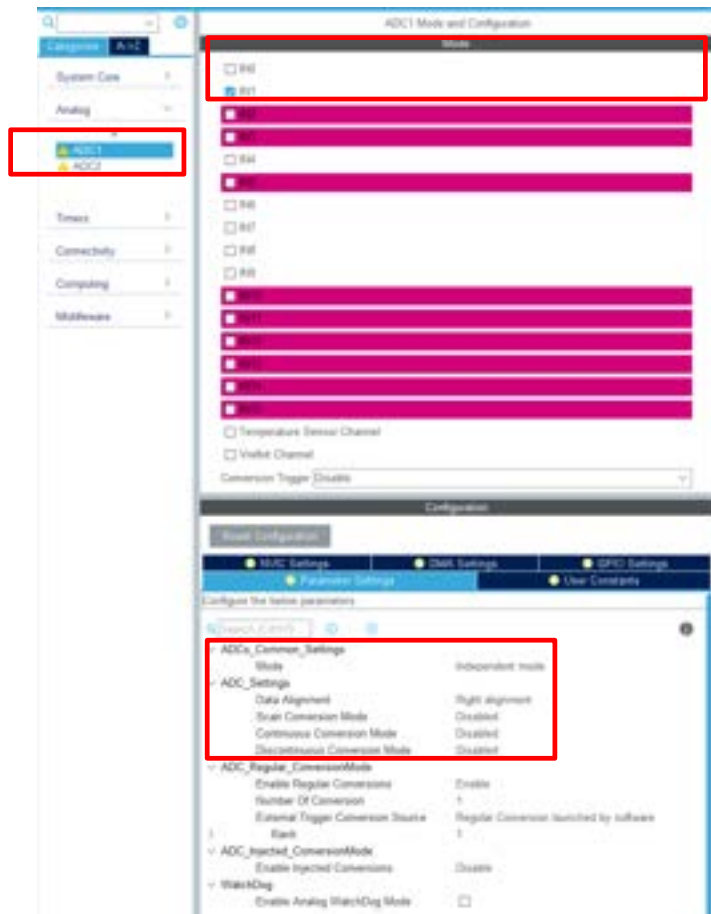 ADC1 Mode and Configuration
Categories A->Z
Mode
System Core
Analog
ADC1
ADC2
Timers
Connectivity
Computing
Middleware
IN0
IN1
IN2
IN3
IN4
IN5
IN6
IN7
IN8
IN9
Temperature Sensor Channel
Vrefint Channel
Conversion Trigger Disable
Configuration
Reset Configuration
NVIC Settings DMA Settings GPIO Settings
Parameter Settings User Constants
Configure the below parameters
ADCs_Common_Settings
Mode Independent mode
ADC_Settings
Data Alignment Right alignment
Scan Conversion Mode Disabled
Continuous Conversion Mode Disabled
Discontinuous Conversion Mode Disabled
ADC_Regular_ConversionMode
Enable Regular Conversions Enable
Number Of Conversion 1
External Trigger Conversion Source Regular Conversion launched by software
Rank 1
ADC_Injected_ConversionMode
Enable Injected Conversions Disable
WatchDog
Enable Analog WatchDog Mode